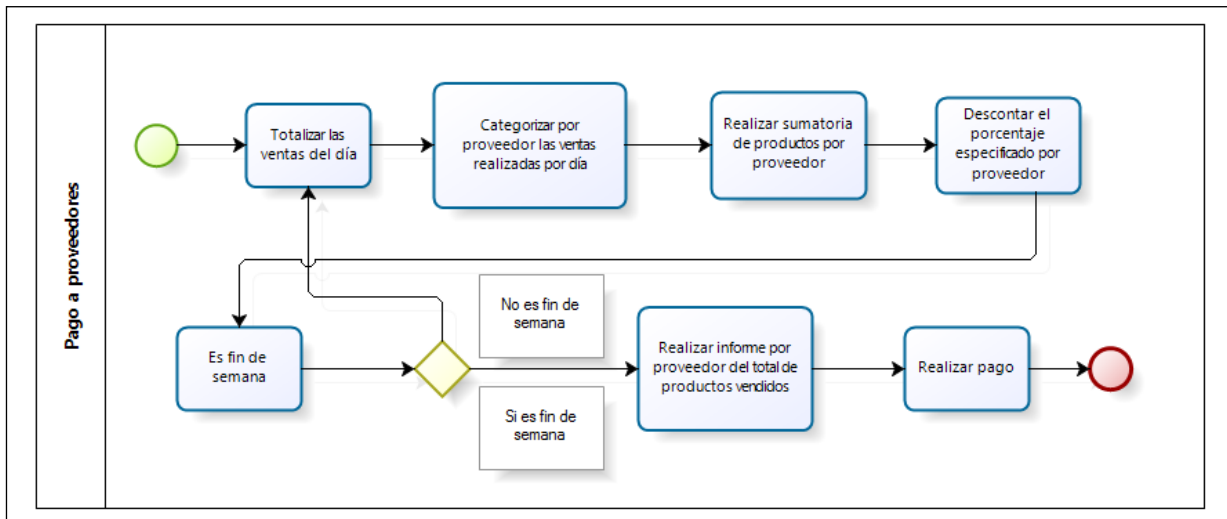 Pago a proveedores
Totalizar las
ventas del día
Categorizar por
proveedor las ventas
realizadas por día
Realizar sumatoria
de productos por
proveedor
Descontar el
porcentaje
especificado por
proveedor
Es fin de
semana
No es fin de
semana
Si es fin de
semana
Realizar informe por
proveedor del total de
productos vendidos
Realizar pago